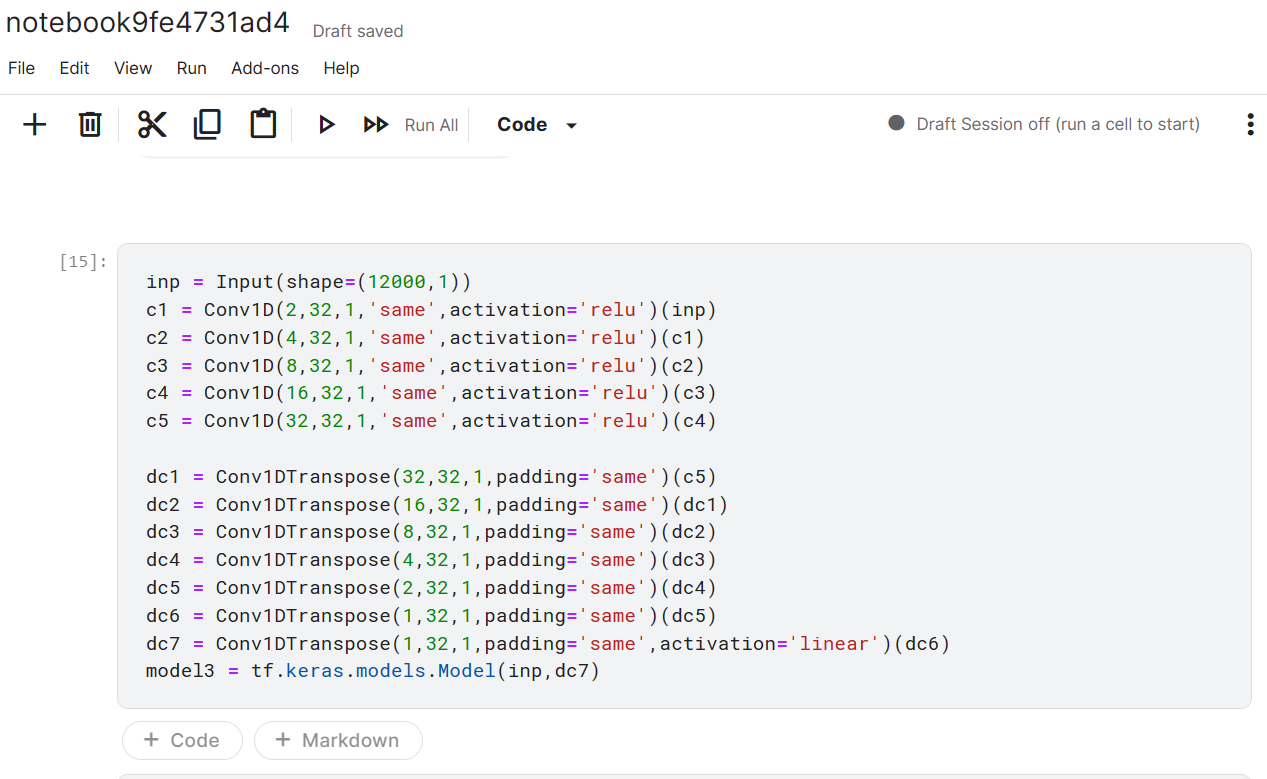 notebook9fe4731ad4 Draft saved
File Edit View Run Add-ons Help
Run All Code Draft Session off (run a cell to start)
[15]:
inp = Input(shape=(12000,1))
c1 = Conv1D(2,32,1,'same',activation='relu')(inp)
c2 = Conv1D(4,32,1,'same',activation='relu')(c1)
c3 = Conv1D(8,32,1,'same',activation='relu')(c2)
c4 = Conv1D(16,32,1,'same',activation='relu')(c3)
c5 = Conv1D(32,32,1,'same',activation='relu')(c4)
dc1 = Conv1DTranspose(32,32,1,padding='same')(c5)
dc2 = Conv1DTranspose(16,32,1,padding='same')(dc1)
dc3 = Conv1DTranspose(8,32,1,padding='same')(dc2)
dc4 = Conv1DTranspose(4,32,1,padding='same')(dc3)
dc5 = Conv1DTranspose(2,32,1,padding='same')(dc4)
dc6 = Conv1DTranspose(1,32,1,padding='same')(dc5)
dc7 = Conv1DTranspose(1,32,1,padding='same',activation='linear')(dc6)
model3 = tf.keras.models.Model(inp,dc7)
+ Code + Markdown